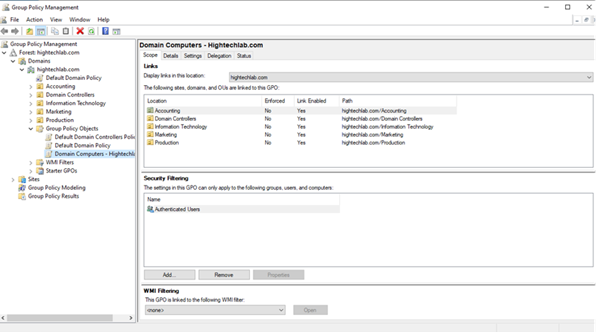 Group Policy Management
File Action View Window Help
Group Policy Management
Forest: hightechlab.com
Domains
hightechlab.com
Default Domain Policy
Accounting
Domain Controllers
Information Technology
Marketing
Production
Group Policy Objects
Default Domain Controllers Polic
Default Domain Policy
Domain Computers - Hightechla
WMI Filters
Starter GPOs
Sites
Group Policy Modeling
Group Policy Results
Domain Computers - Hightechlab.com
Scope Details Settings Delegation Status
Links
Display links in this location: hightechlab.com
The following sites, domains, and OUs are linked to this GPO:
Location Enforced Link Enabled Path
Accounting No Yes hightechlab.com/Accounting
Domain Controllers No Yes hightechlab.com/Domain Controllers
Information Technology No Yes hightechlab.com/Information Technology
Marketing No Yes hightechlab.com/Marketing
Production No Yes hightechlab.com/Production
Security Filtering
The settings in this GPO can only apply to the following groups, users, and computers:
Name
Authenticated Users
Add... Remove Properties
WMI Filtering
This GPO is linked to the following WMI filter:
<none> Open